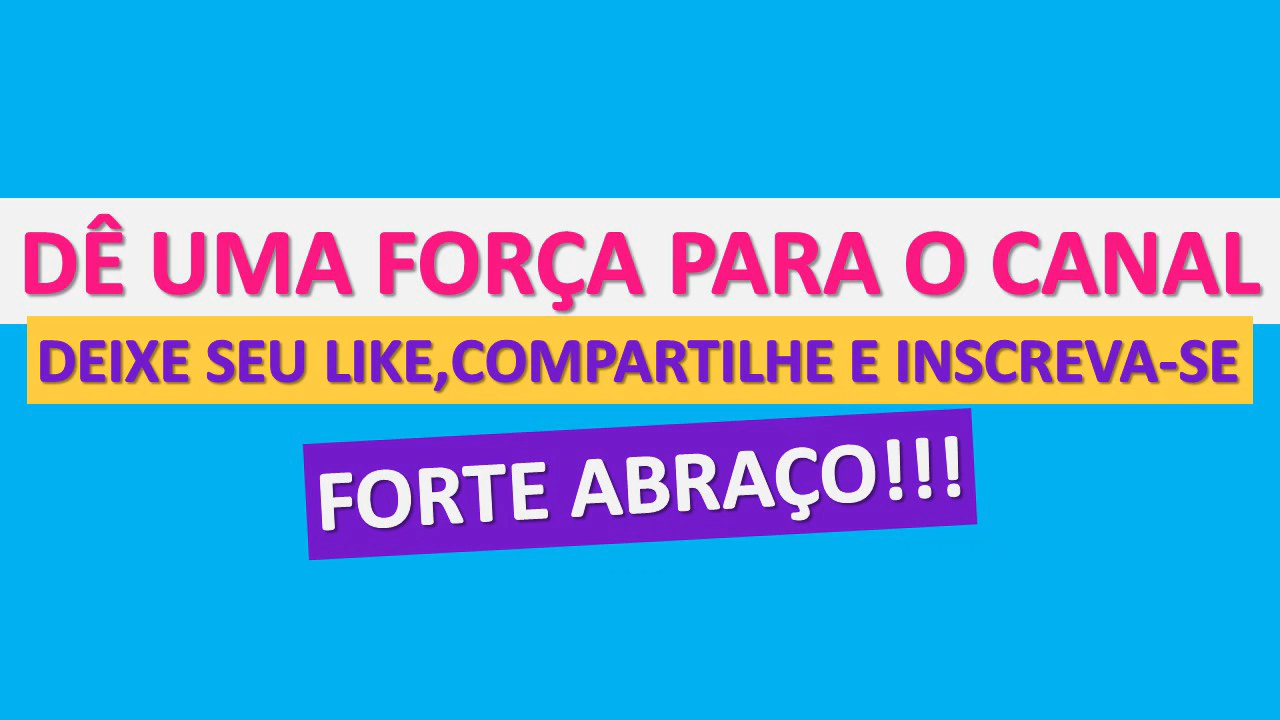 DÊ UMA FORÇA PARA O CANAL
DEIXE SEU LIKE,COMPARTILHE E INSCREVA-SE
FORTE ABRAÇO!!!